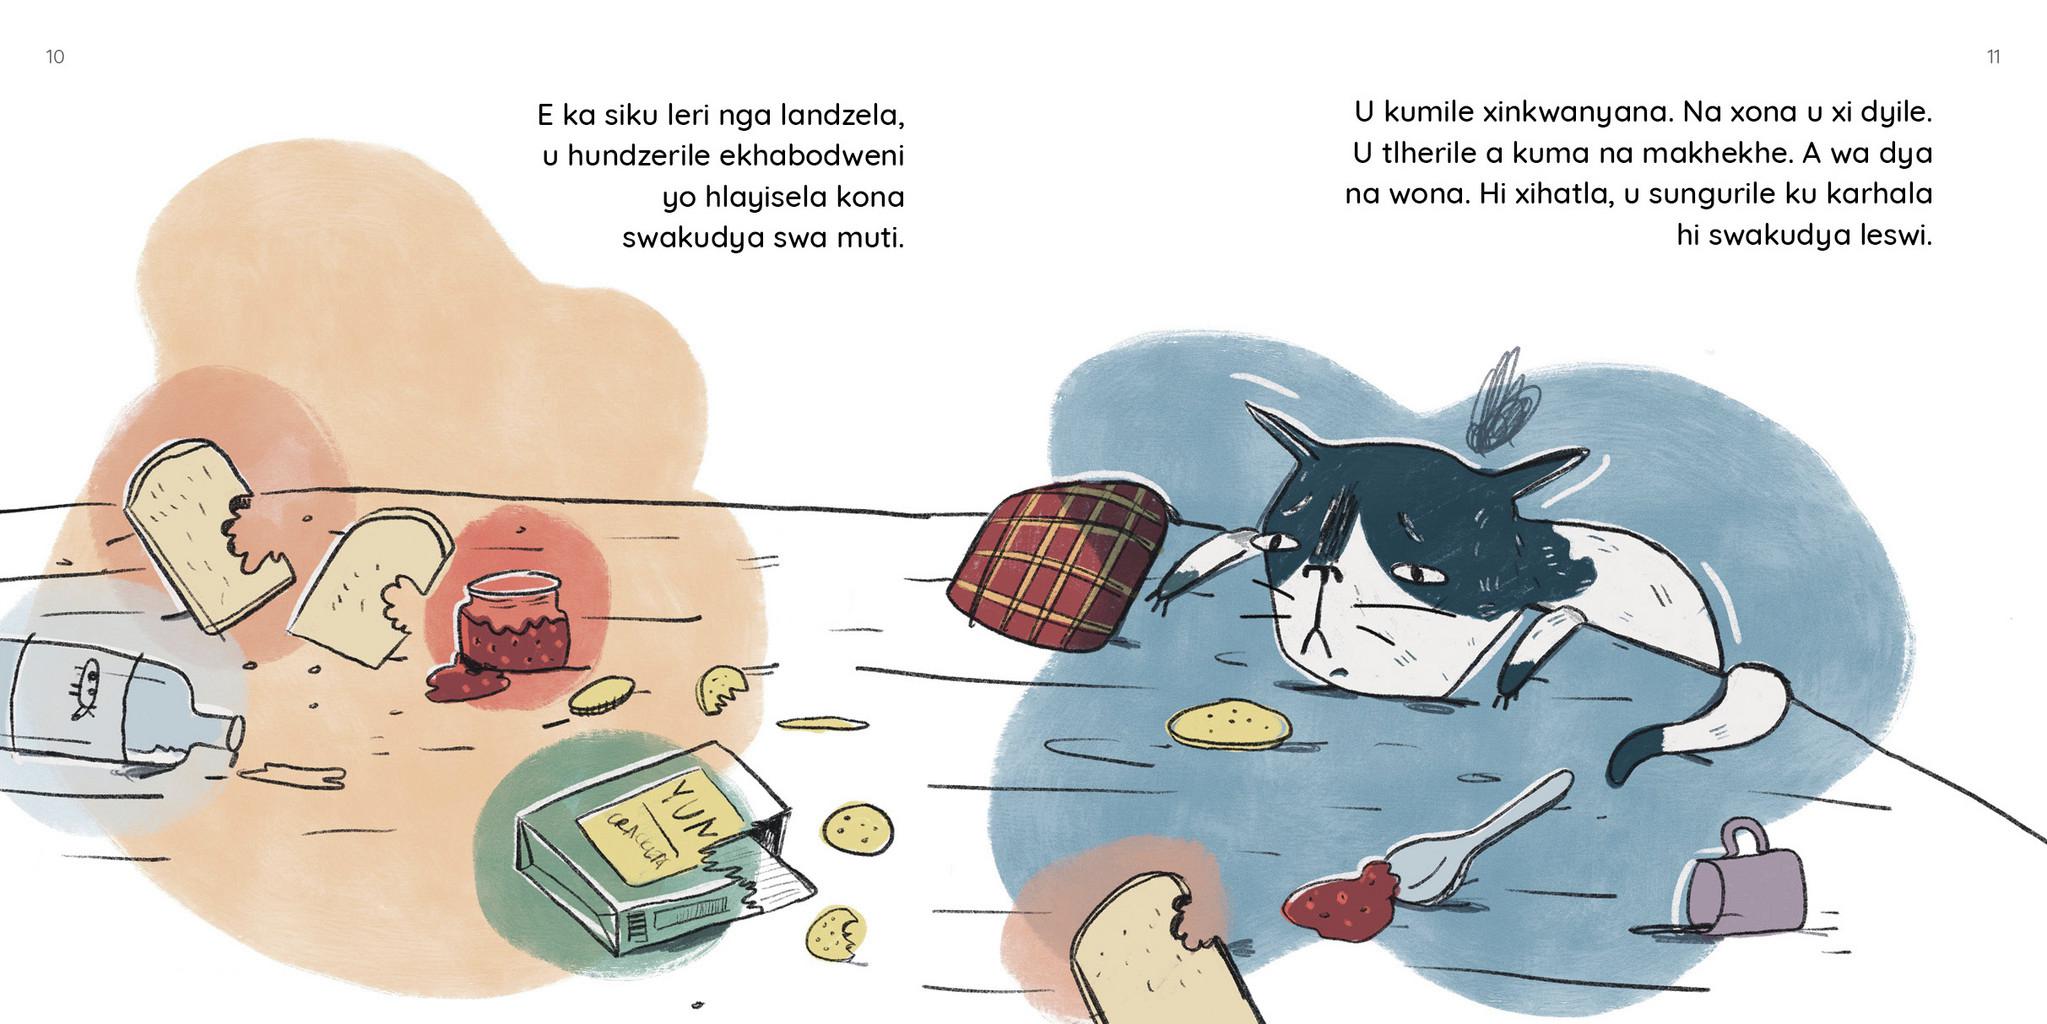 10
E ka siku leri nga landzela,
u hundzerile ekhabodweni
yo hlayisela kona
swakudya swa muti.
YUM
11
U kumile xinkwanyana. Na xona u xi dyile.
U tlherile a kuma na makhekhe. A wa dya
na wona. Hi xihatla, u sungurile ku karhala
hi swakudya leswi.